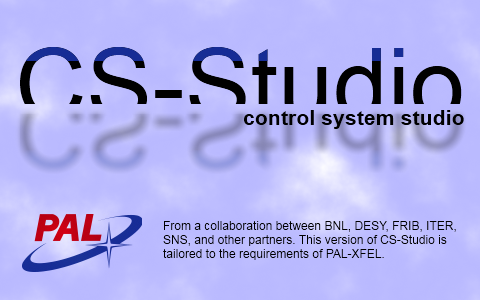 CS-Studio
control system studio
PAL
From a collaboration between BNL, DESY, FRIB, ITER,
SNS, and other partners. This version of CS-Studio is
tailored to the requirements of PAL-XFEL.